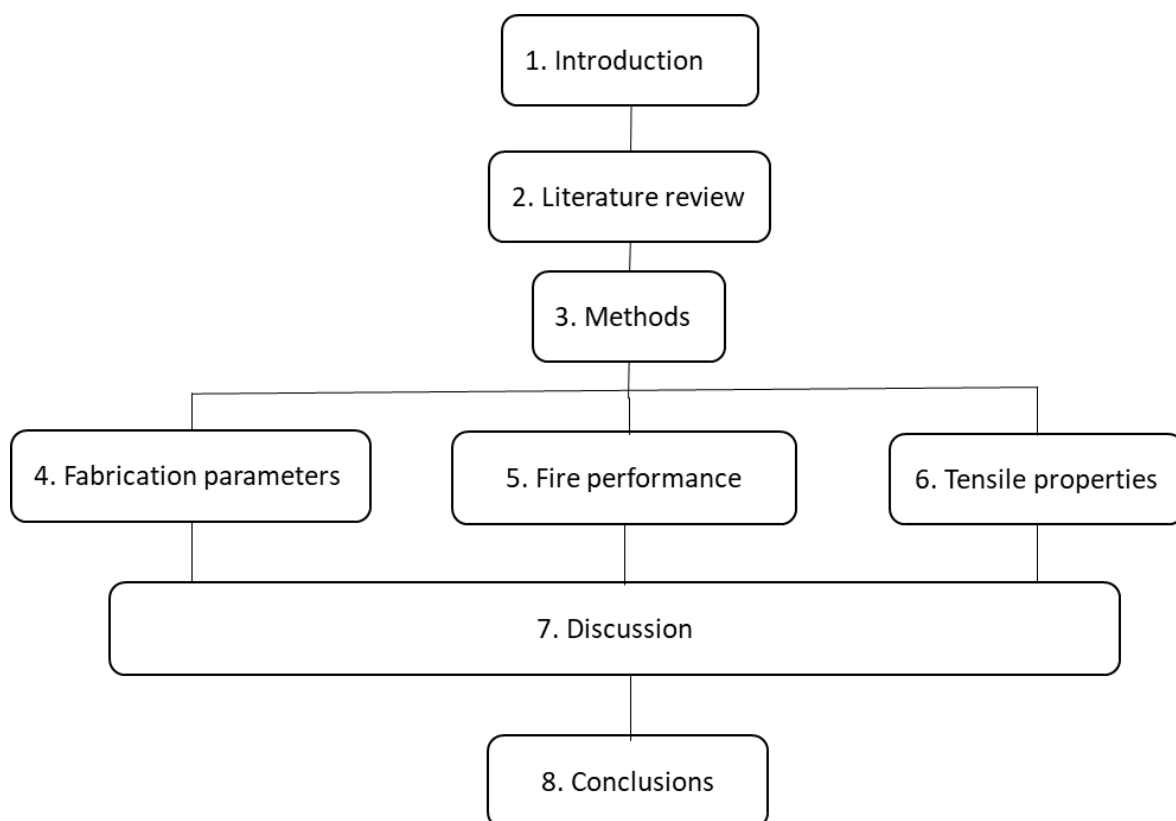 1. Introduction
2. Literature review
3. Methods
4. Fabrication parameters
5. Fire performance
6. Tensile properties
7. Discussion
8. Conclusions